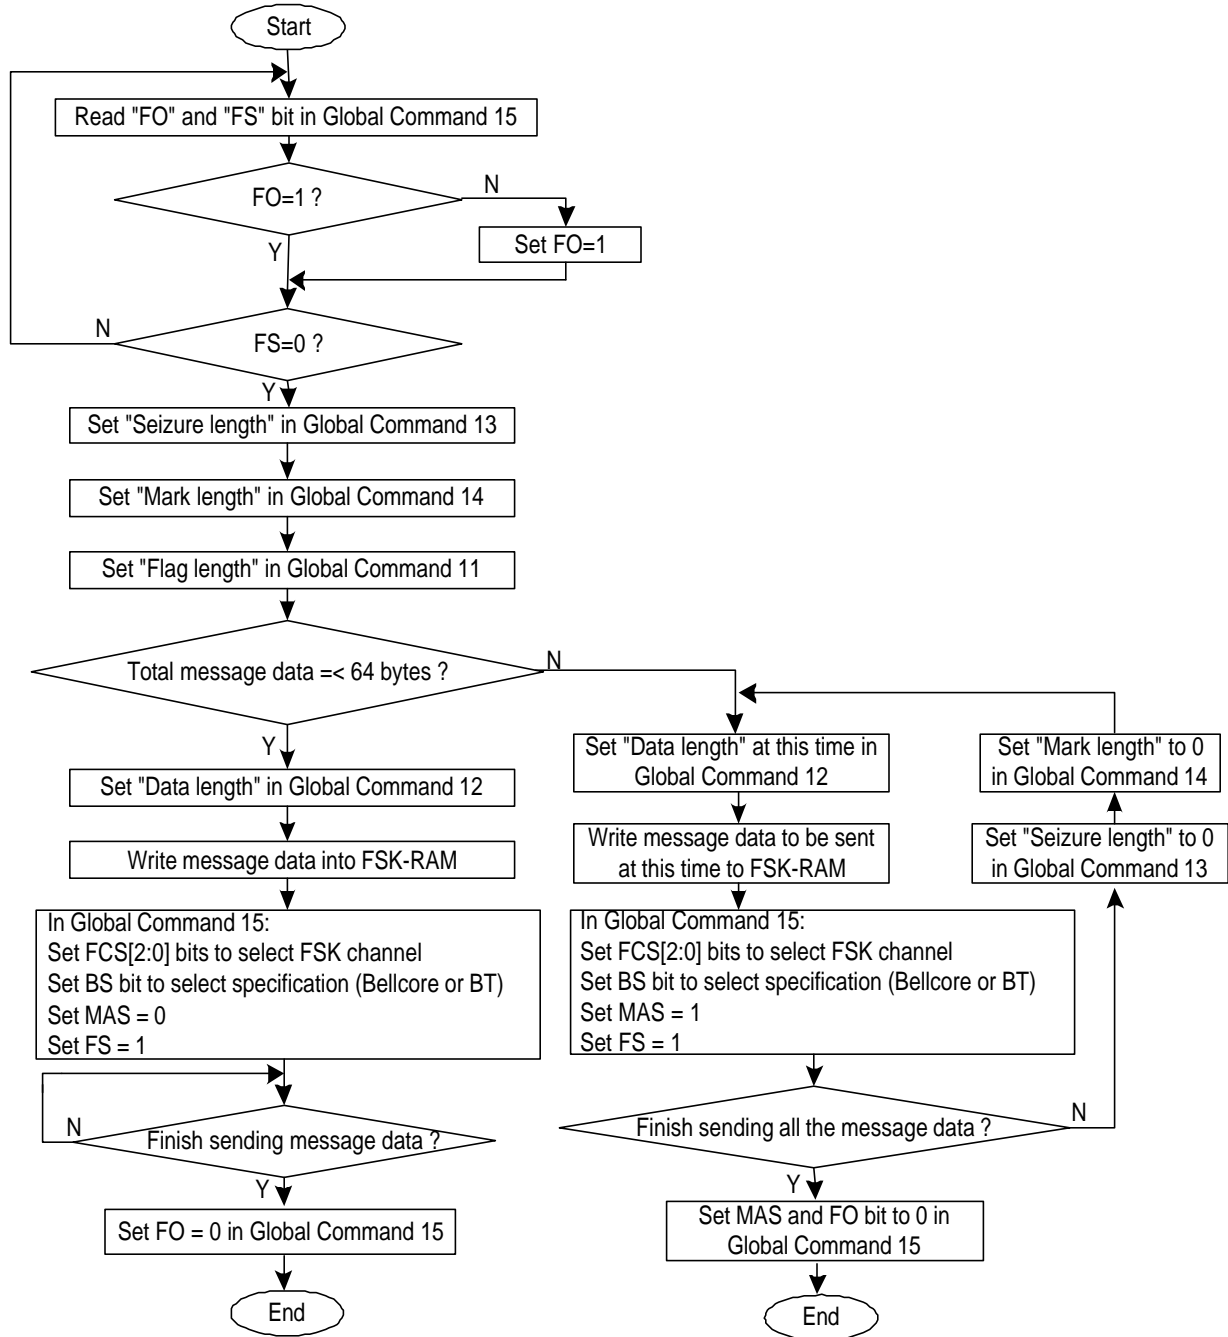 Start
Read "FO" and "FS" bit in Global Command 15
FO=1 ?
N
Set FO=1
Y
N
FS=0 ?
Y
Set "Seizure length" in Global Command 13
Set "Mark length" in Global Command 14
Set "Flag length" in Global Command 11
Total message data =< 64 bytes ?
N
Y
Set "Data length" in Global Command 12
Write message data into FSK-RAM
In Global Command 15:
Set FCS[2:0] bits to select FSK channel
Set BS bit to select specification (Bellcore or BT)
Set MAS = 0
Set FS = 1
N
Finish sending message data ?
Y
Set FO = 0 in Global Command 15
End
Set "Data length" at this time in
Global Command 12
Write message data to be sent
at this time to FSK-RAM
In Global Command 15:
Set FCS[2:0] bits to select FSK channel
Set BS bit to select specification (Bellcore or BT)
Set MAS = 1
Set FS = 1
Finish sending all the message data ?
N
Set "Seizure length" to 0
in Global Command 13
Set "Mark length" to 0
in Global Command 14
Y
Set MAS and FO bit to 0 in
Global Command 15
End